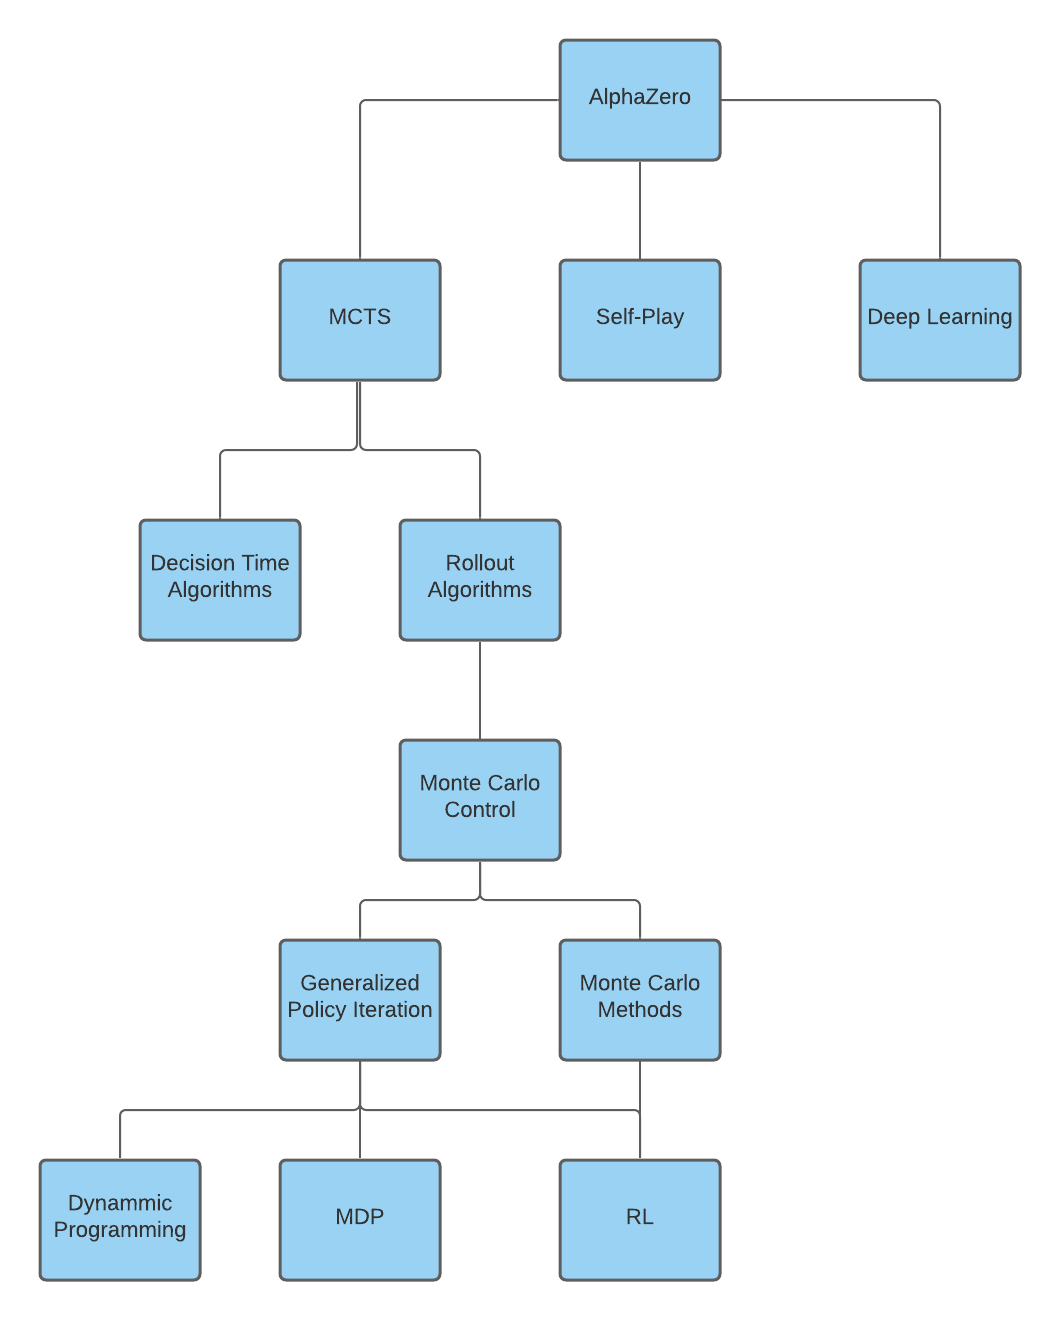 AlphaZero
MCTS
Self-Play
Deep Learning
Decision Time
Algorithms
Rollout
Algorithms
Monte Carlo
Control
Generalized
Policy Iteration
Monte Carlo
Methods
Dynammic
Programming
MDP
RL